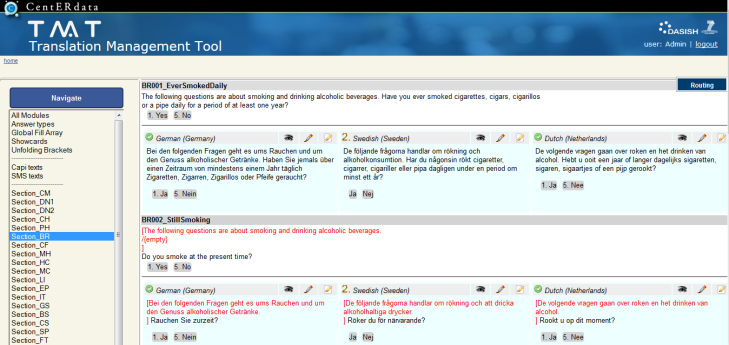 CentERdata
TMT
Translation Management Tool
DASISH
user: Admin | logout
home
Navigate
All Modules
Answer types
Global Fill Array
Showcards
Unfolding Brackets
Capi texts
SMS texts
Section_CM
Section_DN1
Section_DN2
Section_CH
Section_PH
Section_BR
Section_CF
Section_MH
Section_HC
Section_MC
Section_LI
Section_EP
Section_IT
Section_GS
Section_BS
Section_CS
Section_SP
Section_FT
BR001_EverSmokedDaily
Routing
The following questions are about smoking and drinking alcoholic beverages. Have you ever smoked cigarettes, cigars, cigarillos
or a pipe daily for a period of at least one year?
1. Yes 5. No
German (Germany)
Bei den folgenden Fragen geht es ums Rauchen und um
den Genuss alkoholischer Getränke. Haben Sie jemals über
einen Zeitraum von mindestens einem Jahr täglich
Zigaretten, Zigarren, Zigarillos oder Pfeife geraucht?
1. Ja 5. Nein
2. Swedish (Sweden)
De följande frågorna handlar om rökning och
alkoholkonsumtion. Har du någonsin rökt cigaretter,
cigarrer, cigariller eller pipa dagligen under en period om
minst ett år?
Ja Nej
Dutch (Netherlands)
De volgende vragen gaan over roken en het drinken van
alcohol. Hebt u ooit een jaar of langer dagelijks sigaretten,
sigaren, sigaartjes of een pijp gerookt?
1. Ja 5. Nee
BR002_StillSmoking
[The following questions are about smoking and drinking alcoholic beverages.
/{empty}
]
Do you smoke at the present time?
1. Yes 5. No
German (Germany)
[Bei den folgenden Fragen geht es ums Rauchen und um
den Genuss alkoholischer Getränke.
] Rauchen Sie zurzeit?
1. Ja 5. Nein
2. Swedish (Sweden)
[De följande frågorna handlar om rökning och att dricka
alkoholhaltiga drycker.
] Röker du för närvarande?
Ja Nej
Dutch (Netherlands)
[De volgende vragen gaan over roken en het drinken van
alcohol.
] Rookt u op dit moment?
1. Ja 5. Nee